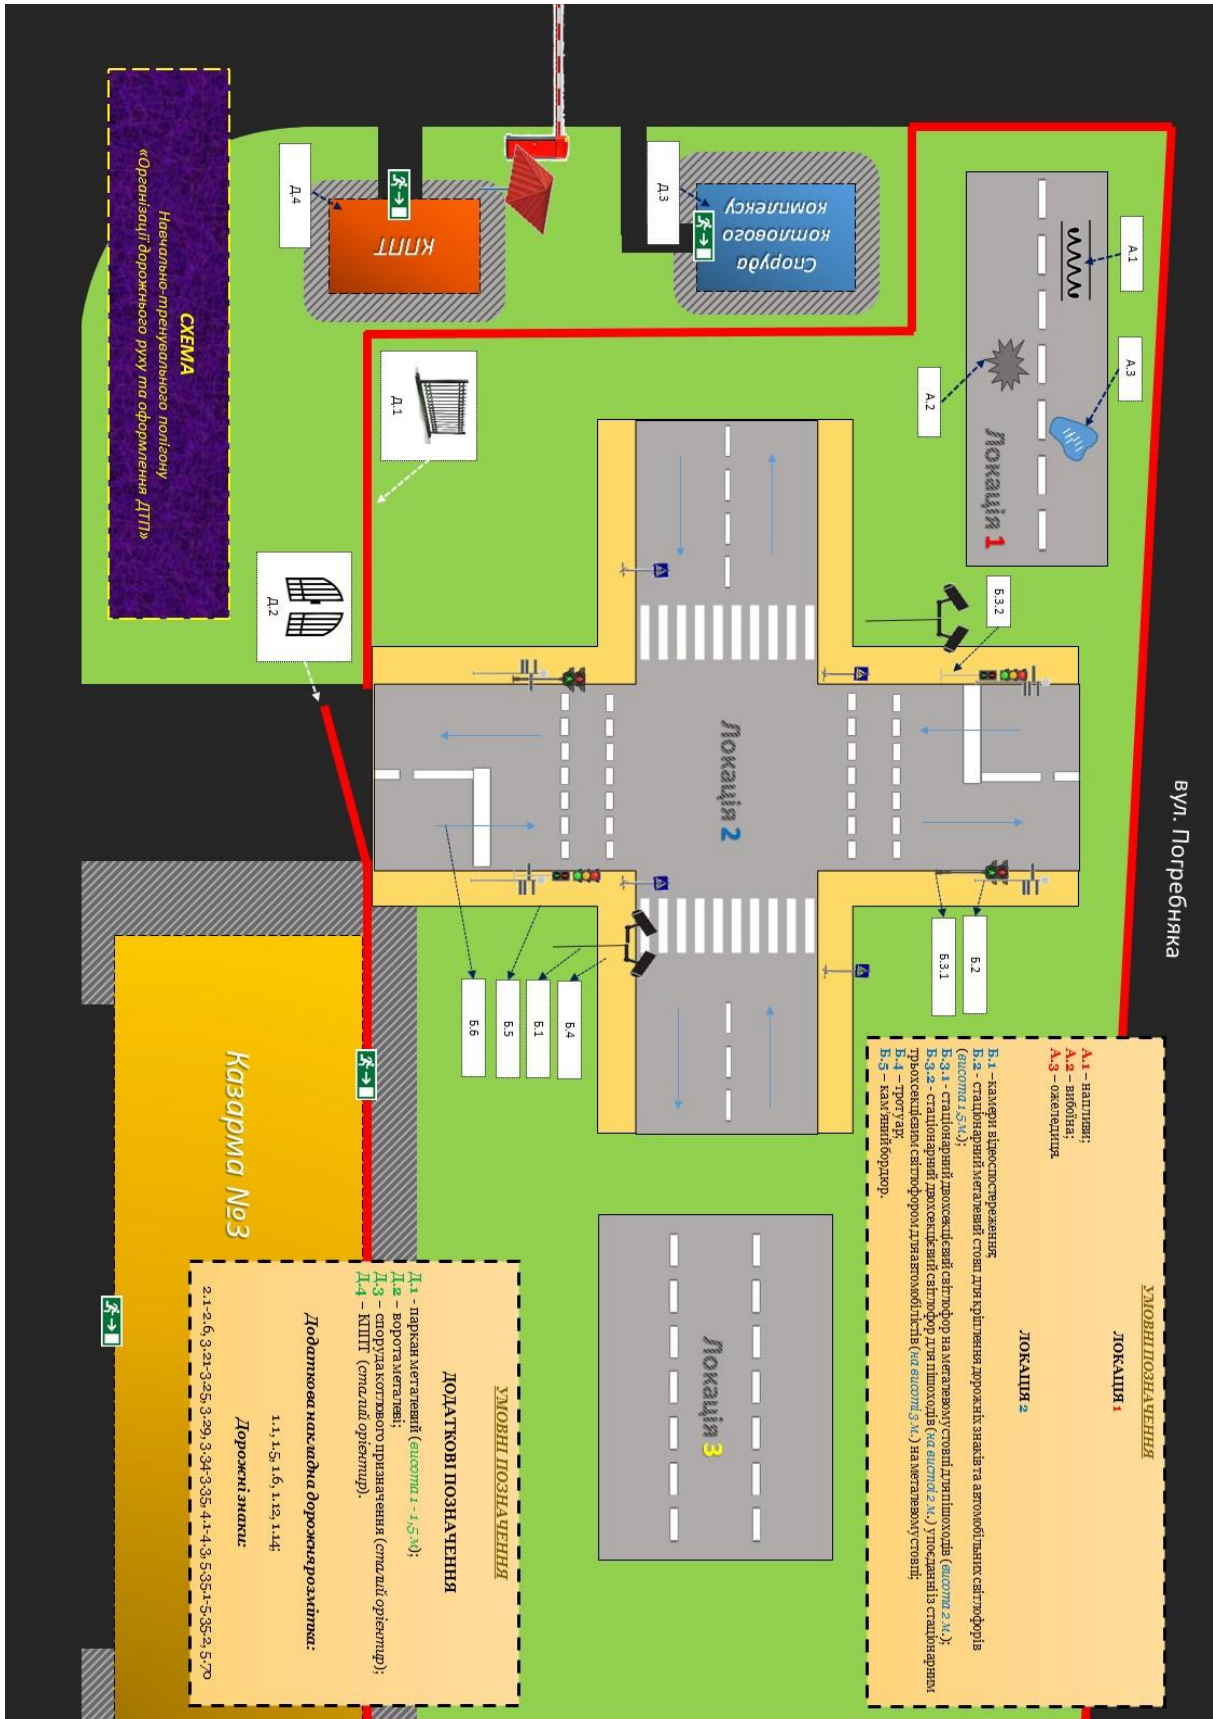 вул. Погребняка
УМОВНІ ПОЗНАЧЕННЯ
ЛОКАЦІЯ 1
А.1 – напливи;
А.2 – вибоїна;
А.3 – ожеледиця.
ЛОКАЦІЯ 2
Б.1 –камери відеоспостереження;
Б.2 - стаціонарний металевий стовп для кріплення дорожніх знаків та автомобільних світлофорів
(висота 1,5 м.);
Б.3.1 - стаціонарний двохсекцієвий світлофор на металевому стовпі для пішоходів (висота 2 м.);
Б.3.2 - стаціонарний двохсекцієвий світлофор для пішоходів (на висоті 2 м.) у поєднанні із стаціонарним
трьохсекцієвим світлофором для автомобілістів (на висоті 3 м.) на металевому стовпі;
Б.4 – тротуар;
Б.5 – кам'яний бордюр.
А.1
А.3
А.2
Локація 1
Б.3.2
Б.2
Б.3.1
Споруда
котлового
комплексу
Д.3
Локація 2
Локація 3
КППТ
Д.4
Д.1
Д.2
Б.4
Б.1
Б.5
Б.6
УМОВНІ ПОЗНАЧЕННЯ
ДОДАТКОВІ ПОЗНАЧЕННЯ
Д.1 - паркан металевий (висота 1 - 1,5 м);
Д.2 – ворота металеві;
Д.3 – споруда котлового призначення (сталий орієнтир);
Д.4 – КППТ (сталий орієнтир).
Додаткова накладна дорожня розмітка:
1.1, 1.5, 1.6, 1.12, 1.14;
Дорожні знаки:
2.1-2.6, 3.21-3.25, 3.29, 3.34-3.35, 4.1-4.3, 5.35.1-5.35.2, 5.70
Казарма №3
СХЕМА
Навчально-тренувального полігону
«Організації дорожнього руху та оформлення ДТП»